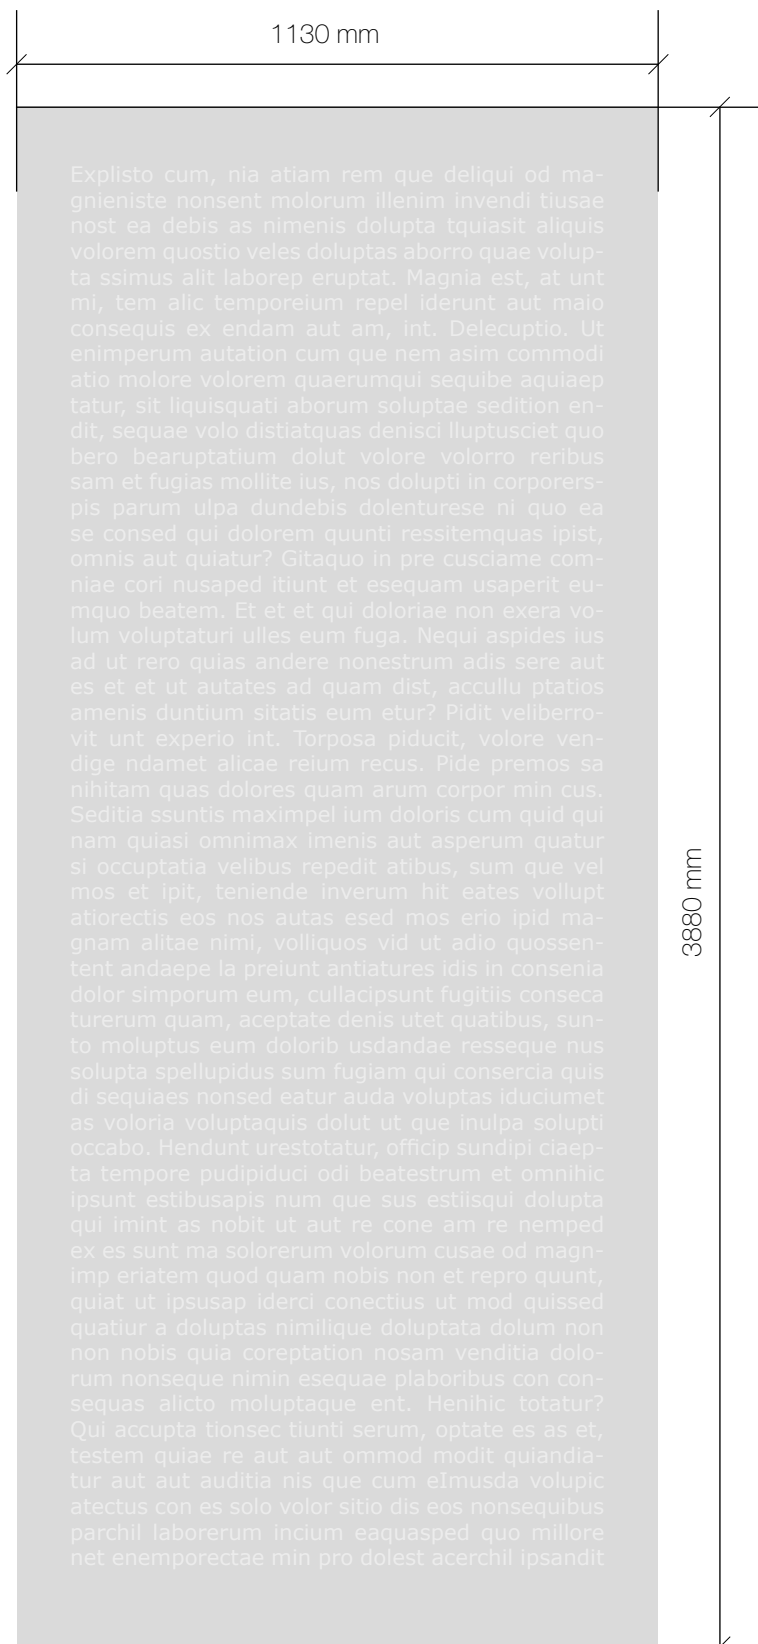 1130 mm
Explisto cum, nia atiam rem que deliqui od ma-
gnieniste nonsent molorum illenim invendi tiusae
nost ea debis as nimenis dolupta tquiasit aliquis
volorem quostio veles doluptas aborro quae volup-
ta ssimus alit laborep eruptat. Magnia est, at unt
mi, tem alic temporeium repel iderunt aut maio
consequis ex endam aut am, int. Delecuptio. Ut
enimperum autation cum que nem asim commodi
atio molore volorem quaerumqui sequibe aquiaep
tatur, sit liquisquati aborum soluptae sedition en-
dit, sequae volo distiatquas denisci lluptusciet quo
bero bearuptatium dolut volore volorro reribus
sam et fugias mollite ius, nos dolupti in corporers-
pis parum ulpa dundebis dolenturese ni quo ea
se consed qui dolorem quunti ressitemquas ipist,
omnis aut quiatur? Gitaquo in pre cusciame com-
niae cori nusaped itiunt et esequam usaperit eu-
mquo beatem. Et et et qui doloriae non exera vo-
lum voluptaturi ulles eum fuga. Nequi aspides ius
ad ut rero quias andere nonestrum adis sere aut
es et et ut autates ad quam dist, accullu ptatios
amenis duntium sitatis eum etur? Pidit veliberro-
vit unt experio int. Torposa piducit, volore ven-
dige ndamet alicae reium recus. Pide premos sa
nihitam quas dolores quam arum corpor min cus.
Seditia ssuntis maximpel ium doloris cum quid qui
nam quiasi omnimax imenis aut asperum quatur
si occuptatia velibus repedit atibus, sum que vel
mos et ipit, teniende inverum hit eates vollupt
atiorectis eos nos autas esed mos erio ipid ma-
gnam alitae nimi, volliquos vid it adio quossen-
tent andaepe la preiunt antiatures idis in consenia
dolor simporum eum, cullacipsunt fugitiis conseca
turerum quam, aceptate denis utet quatibus, sun-
to moluptus eum dolorib usdandae resseque nus
solupta spellupidus sum fugiam qui consercia quis
di sequiaes nonsed eatur auda voluptas iduciumet
as voloria voluptaquis dolut ut que inulpa solupti
occabo. Hendunt urestotatur, officip sundipi ciaep-
ta tempore pudipiduci odi beatestrum et omnihic
ipsunt estibusapis num que sus estiisqui dolupta
qui imint as nobit ut aut re cone am re nemped
ex es sunt ma solorerum volorum cusae od magn-
imp eriatem quod quam nobis non et repro quunt,
quiat ut ipsusap iderci conectius ut mod quissed
quatiur a doluptas nimilique doluptata dolum non
non nobis quia coreptation nosam venditia dolo-
rum nonseque nimin esequae plaboribus con con-
sequas alicto moluptaque ent. Henihic totatur?
Qui accupta tionsec tiunti serum, optate es as et,
testem quiae re aut aut ommod modit quiandia-
tur aut aut auditia nis que cum eImusda volupic
atectus con es solo volor sitio dis eos nonsequibus
parchil laborerum incium eaquasped quo millore
net enemporectae min pro dolest acerchil ipsandit
3880 mm